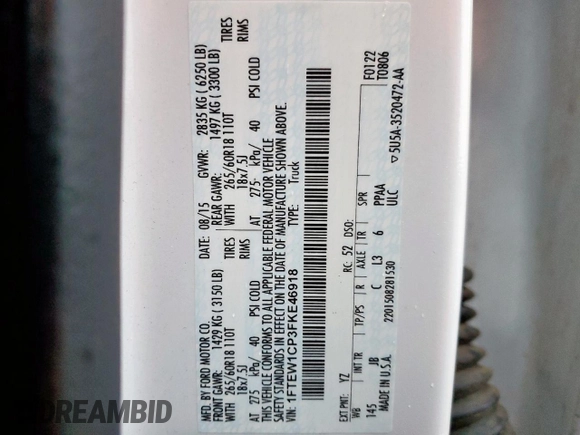 MFD. BY FORD MOTOR CO.
DATE: 08/15 GVWR: 2835 KG ( 6250 LB)
FRONT GAWR: 1429 KG ( 3150 LB) REAR GAWR: 1497 KG ( 3300 LB)
WITH 265/60R18 110T TIRES WITH 265/60R18 110T TIRES
18x7.5J RIMS 18x7.5J RIMS
AT 275 kPa/ 40 PSI COLD AT 275 kPa/ 40 PSI COLD
THIS VEHICLE CONFORMS TO ALL APPLICABLE FEDERAL MOTOR VEHICLE
SAFETY STANDARDS IN EFFECT ON THE DATE OF MANUFACTURE SHOWN ABOVE.
VIN: 1FTEW1CP3FKE46918 TYPE: Truck
F0122
T0806
EXT PNT: YZ RC: 52 DSO:
WB INT TR TP/PS R AXLE TR SPR
145 JB C L3 6 PPAA
MADE IN U.S.A. ULC
2201508281530
▽5U5A-3520472-AA
DREAMBID